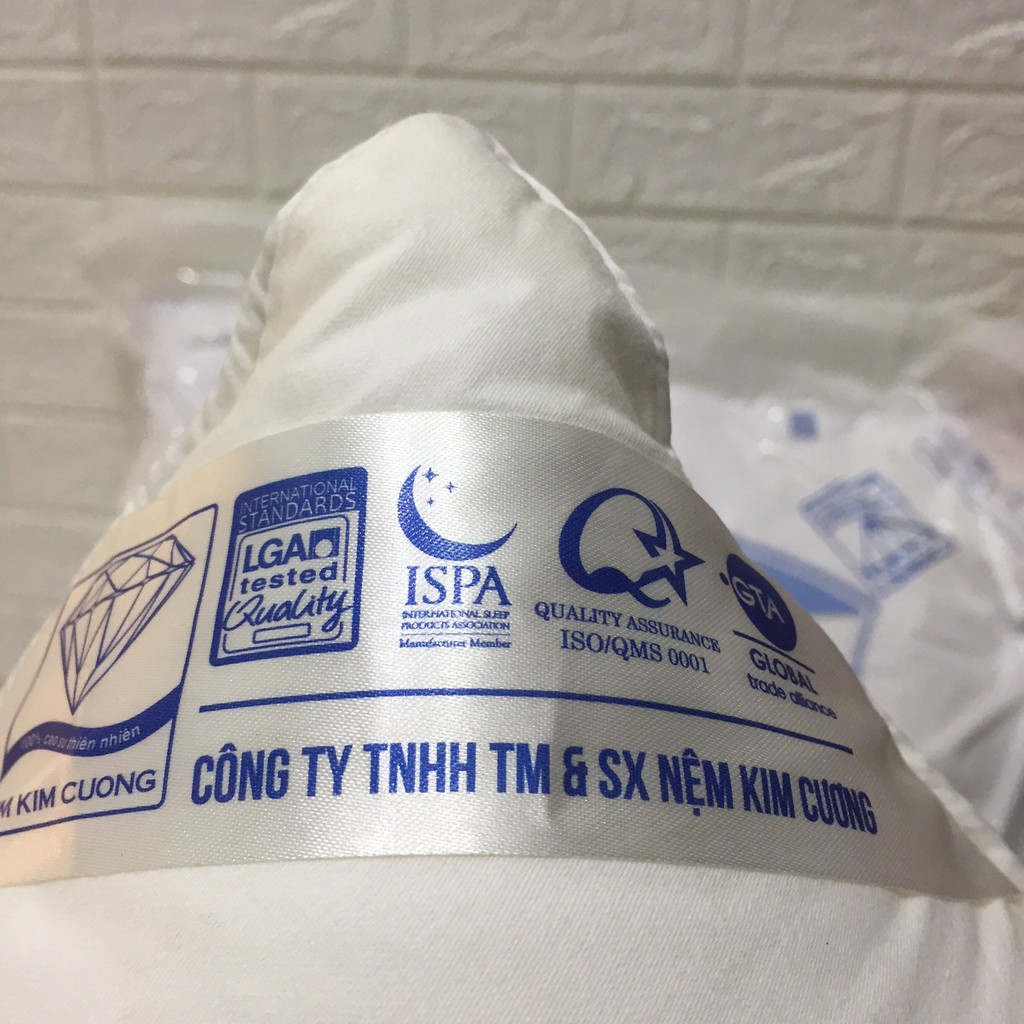 100% cao su thiên nhiên
M KIM CUONG
INTERNATIONAL
STANDARDS
LGA
tested
Quality
ISPA
INTERNATIONAL SLEEP
PRODUCTS ASSOCIATION
Manufacturer Member
QUALITY ASSURANCE
ISO/QMS 0001
GTA
GLOBAL
trade alliance
CÔNG TY TNHH TM & SX NỆM KIM CƯƠNG